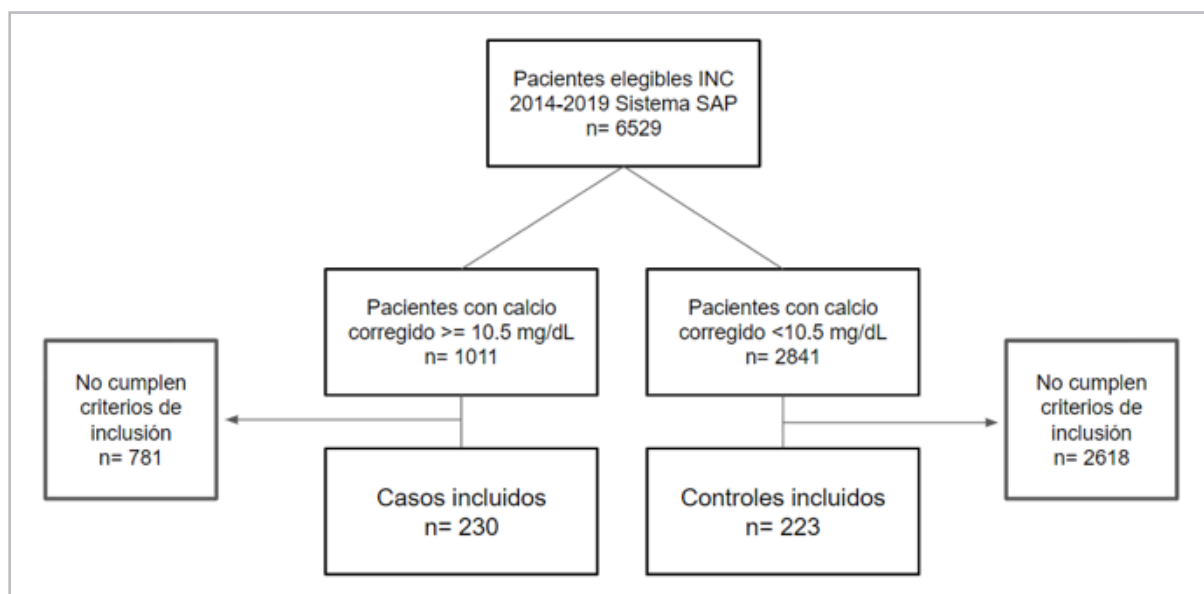 Pacientes elegibles INC
2014-2019 Sistema SAP
n= 6529
Pacientes con calcio
corregido >= 10.5 mg/dL
n= 1011
Pacientes con calcio
corregido <10.5 mg/dL
n= 2841
No cumplen
criterios de
inclusión
n= 781
No cumplen
criterios de
inclusión
n= 2618
Casos incluidos
n= 230
Controles incluidos
n= 223